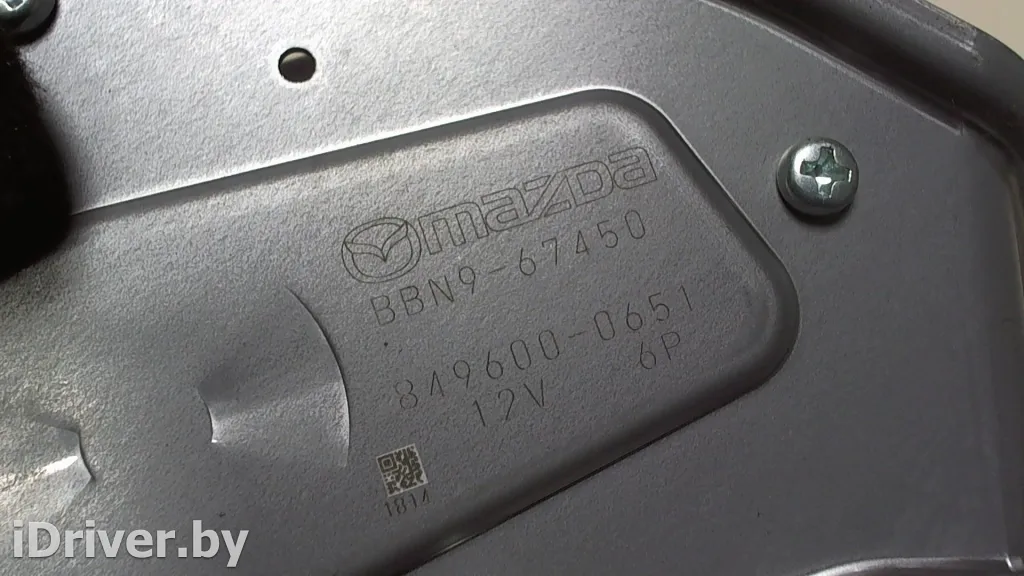 mazda
BBN9-67450
849600-0651
12V 6P
1814
iDriver.by